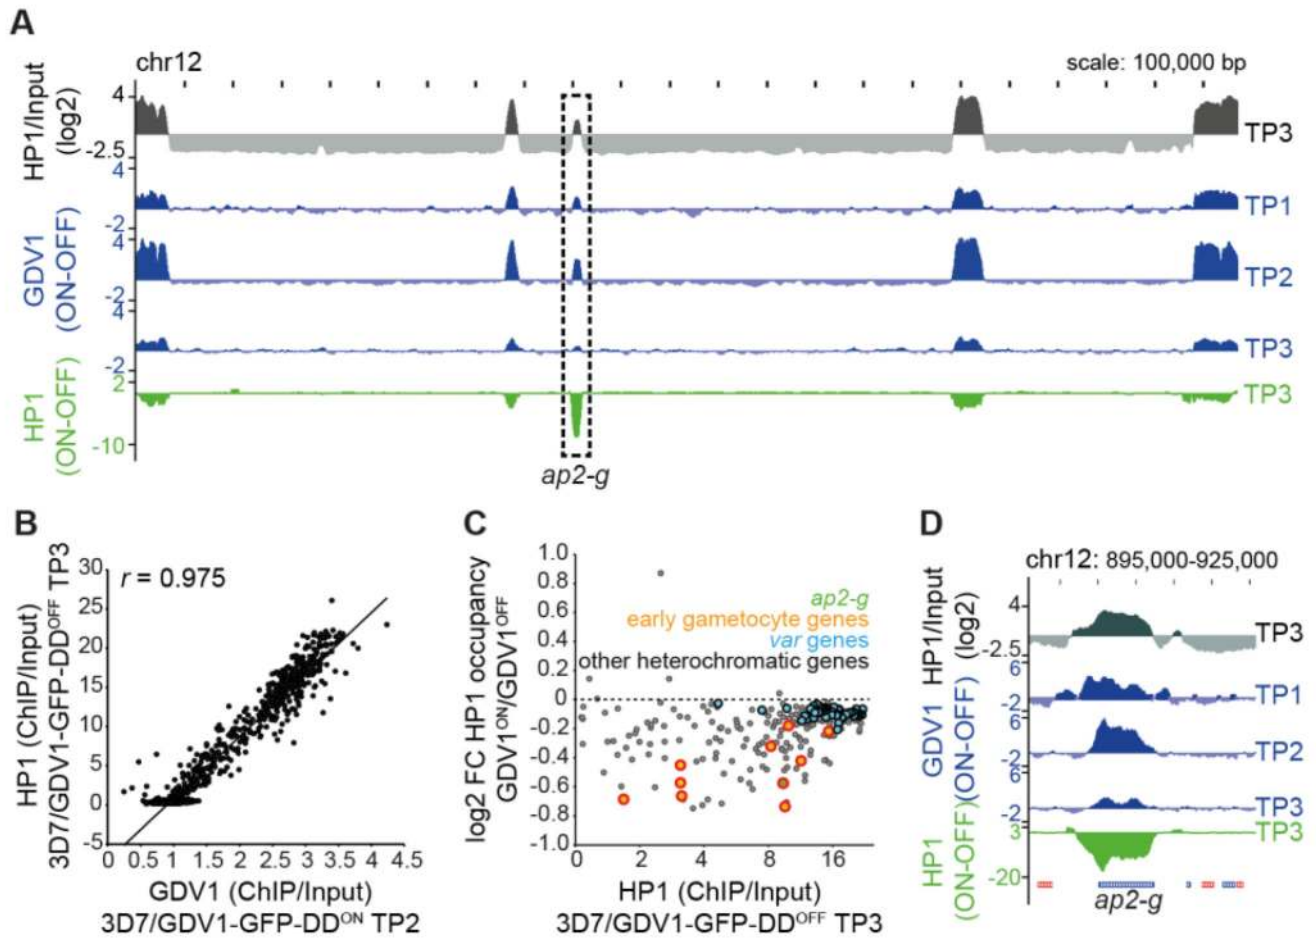 A
chr12
scale: 100,000 bp
HP1/Input
(log2)
4
-2.5
TP3
GDV1
(ON-OFF)
4
-2
TP1
4
-2
TP2
4
-2
TP3
HP1
(ON-OFF)
2
-10
TP3
ap2-g
B
HP1 (ChIP/Input)
3D7/GDV1-GFP-DDOFF TP3
30
25
20
15
10
5
0
-5
r = 0.975
0 0.5 1 1.5 2 2.5 3 3.5 4 4.5
GDV1 (ChIP/Input)
3D7/GDV1-GFP-DDON TP2
C
log2 FC HP1 occupancy
GDV1ON/GDV1OFF
1.0
0.8
0.6
0.4
0.2
0
-0.2
-0.4
-0.6
-0.8
-1.0
ap2-g
early gametocyte genes
var genes
other heterochromatic genes
0 2 4 8 16
HP1 (ChIP/Input)
3D7/GDV1-GFP-DDOFF TP3
D
chr12: 895,000-925,000
HP1/Input
(log2)
4
-2.5
TP3
GDV1
(ON-OFF)
6
-2
TP1
6
-2
TP2
6
-2
TP3
HP1
(ON-OFF)
3
-20
TP3
ap2-g